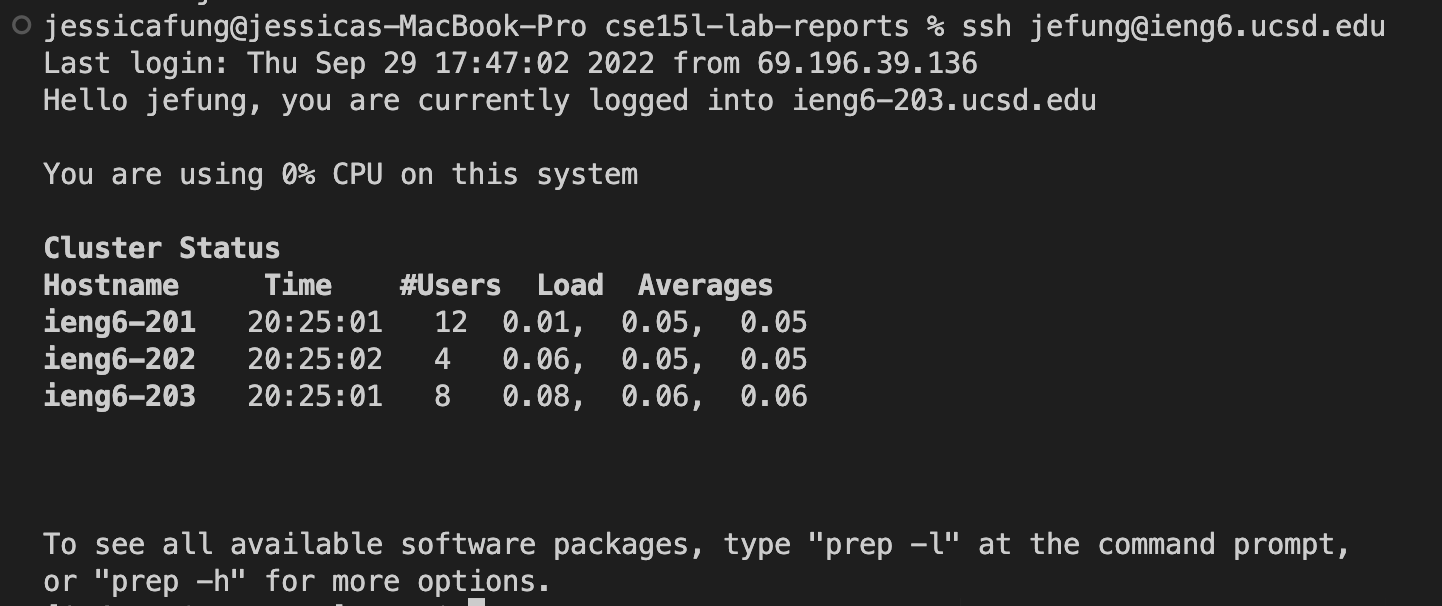 jessicafung@jessicas-MacBook-Pro cse15l-lab-reports % ssh jefung@ieng6.ucsd.edu
Last login: Thu Sep 29 17:47:02 2022 from 69.196.39.136
Hello jefung, you are currently logged into ieng6-203.ucsd.edu
You are using 0% CPU on this system
Cluster Status
Hostname     Time    #Users  Load  Averages
ieng6-201   20:25:01   12  0.01,  0.05,  0.05
ieng6-202   20:25:02   4   0.06,  0.05,  0.05
ieng6-203   20:25:01   8   0.08,  0.06,  0.06
To see all available software packages, type "prep -l" at the command prompt,
or "prep -h" for more options.